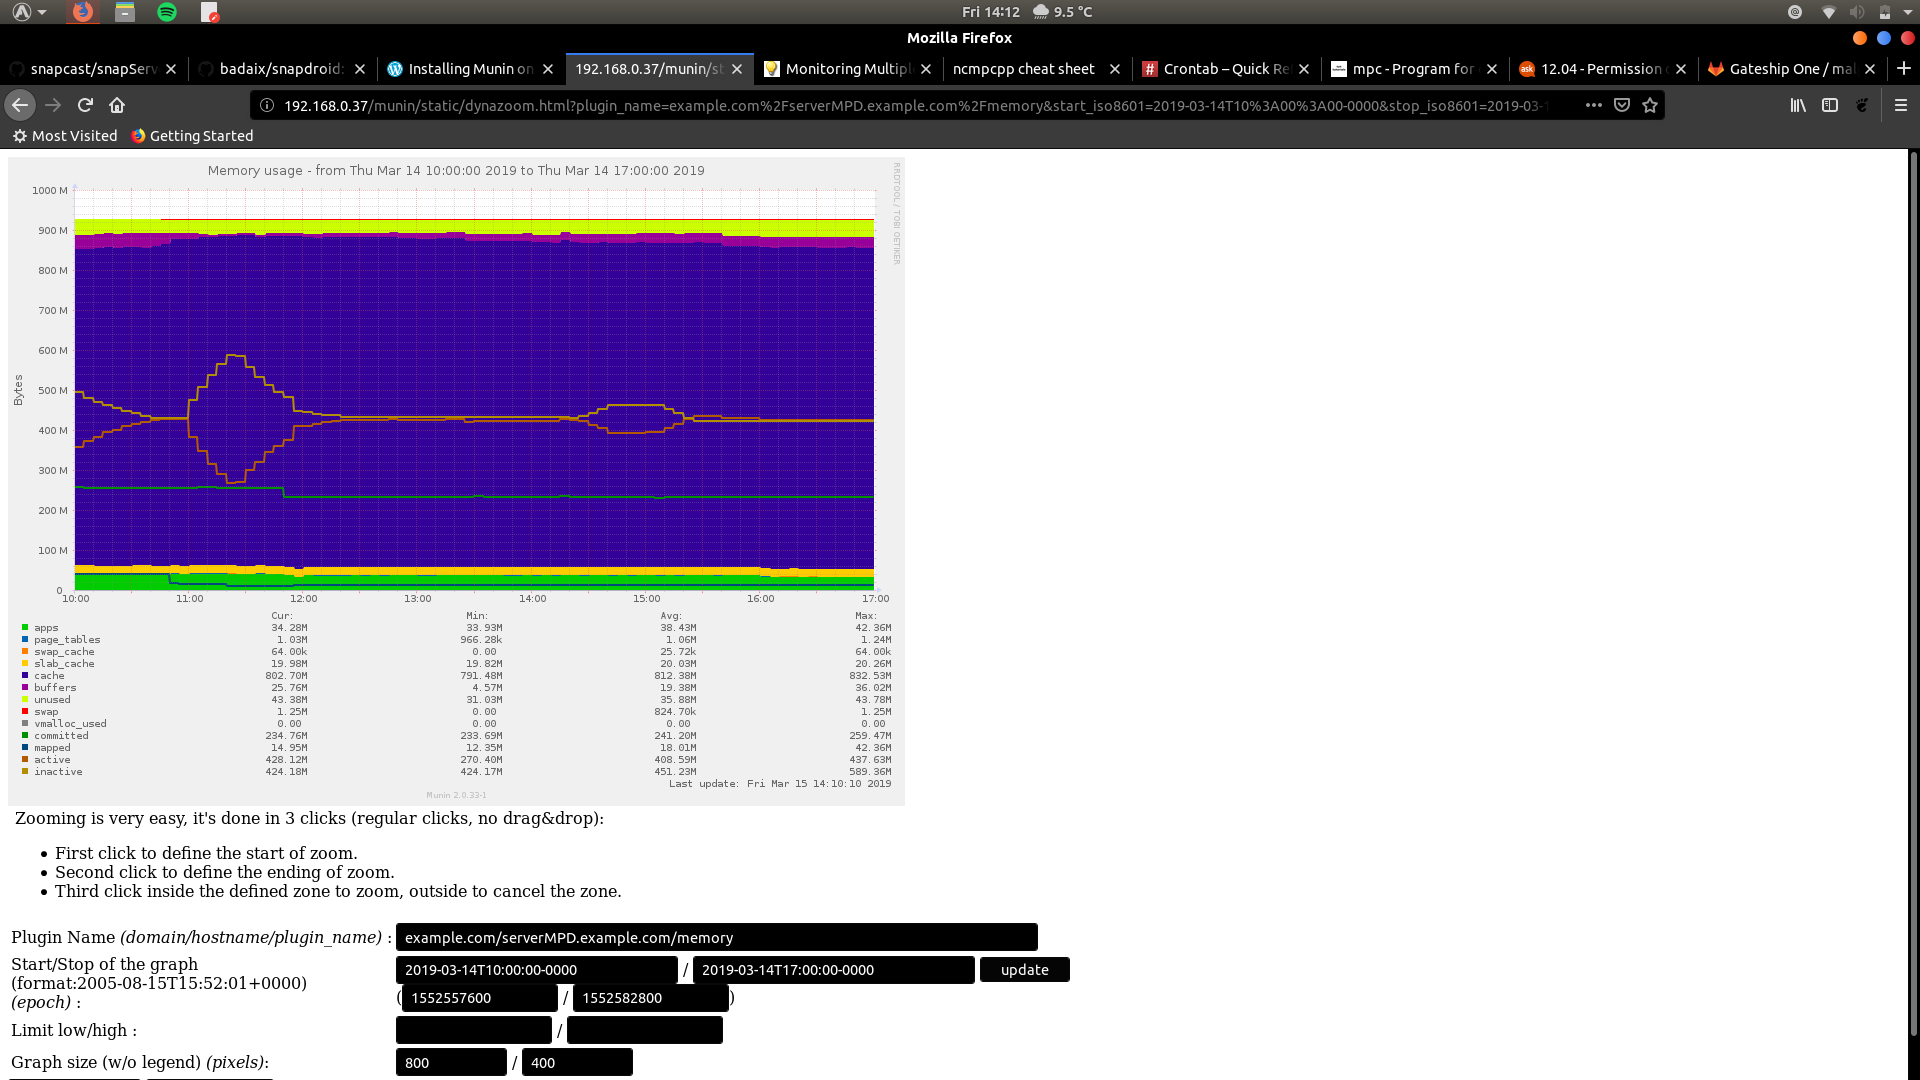 Fri 14:12 9.5 °C
Mozilla Firefox
snapcast/snapServ
badaix/snapdroid:
Installing Munin on
192.168.0.37/munin/st
Monitoring Multipl
ncmpcpp cheat sheet
Crontab – Quick Re
mpc - Program for
12.04 - Permission
Gateship One / mal
192.168.0.37/munin/static/dynazoom.html?plugin_name=example.com%2FserverMPD.example.com%2Fmemory&start_iso8601=2019-03-14T10%3A00%3A00-0000&stop_iso8601=2019-03-1
Most Visited Getting Started
Memory usage - from Thu Mar 14 10:00:00 2019 to Thu Mar 14 17:00:00 2019
RRDTOOL / TOBI OETIKER
Bytes
1000 M
900 M
800 M
700 M
600 M
500 M
400 M
300 M
200 M
100 M
0
10:00 11:00 12:00 13:00 14:00 15:00 16:00 17:00
Cur: Min: Avg: Max:
apps 34.28M 33.93M 38.43M 42.36M
page_tables 1.03M 966.28k 1.06M 1.24M
swap_cache 64.00k 0.00 25.72k 64.00k
slab_cache 19.98M 19.82M 20.03M 20.26M
cache 802.70M 791.48M 812.38M 832.53M
buffers 25.76M 4.57M 19.38M 36.02M
unused 43.38M 31.03M 35.88M 43.78M
swap 1.25M 0.00 824.70k 1.25M
vmalloc_used 0.00 0.00 0.00 0.00
committed 234.76M 233.69M 241.20M 259.47M
mapped 14.95M 12.35M 18.01M 42.36M
active 428.12M 270.40M 408.59M 437.63M
inactive 424.18M 424.17M 451.23M 589.36M
Last update: Fri Mar 15 14:10:10 2019
Munin 2.0.33-1
Zooming is very easy, it's done in 3 clicks (regular clicks, no drag&drop):
• First click to define the start of zoom.
• Second click to define the ending of zoom.
• Third click inside the defined zone to zoom, outside to cancel the zone.
Plugin Name (domain/hostname/plugin_name) : example.com/serverMPD.example.com/memory
Start/Stop of the graph
(format:2005-08-15T15:52:01+0000)
(epoch) :
2019-03-14T10:00:00-0000 / 2019-03-14T17:00:00-0000 update
( 1552557600 / 1552582800 )
Limit low/high : /
Graph size (w/o legend) (pixels): 800 / 400